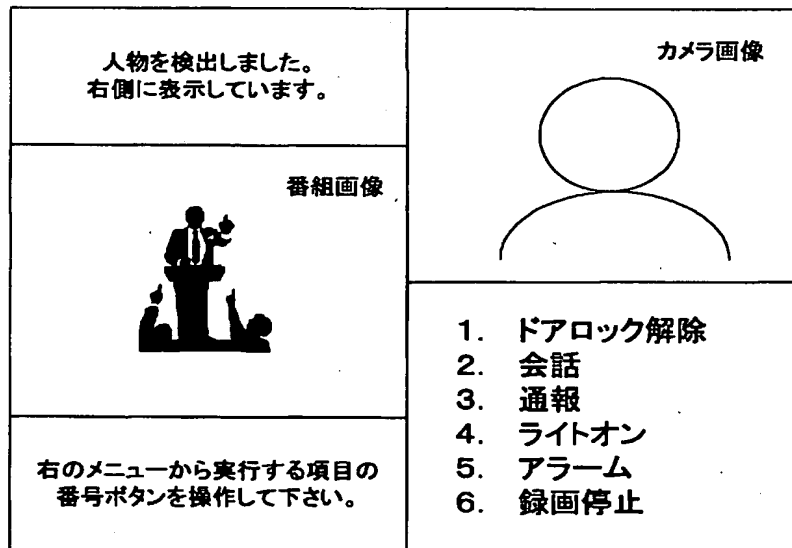 人物を検出しました。
右側に表示しています。
番組画像
右のメニューから実行する項目の
番号ボタンを操作して下さい。
カメラ画像
1. ドアロック解除
2. 会話
3. 通報
4. ライトオン
5. アラーム
6. 録画停止